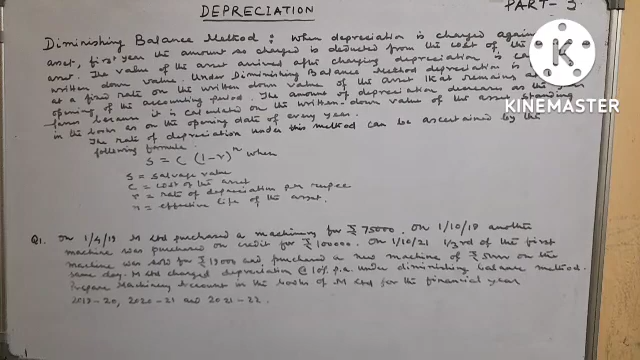 DEPRECIATION
PART-3
Diminishing Balance Method: When depreciation is charged against
asset, first year the amount so charged is deducted from the cost of the
asset. The value of the asset arrived after charging depreciation is
written down value. Under Diminishing Balance Method depreciation is
at a fixed rate on the written down value of the asset that remains
opening of the accounting period. The amount of depreciation decreases as the
because it is calculated on the written down value of the asset standing
in the books as on the opening date of every year.
The rate of depreciation under this method can be ascertained by the
following formula
S = C (1-r)^n when
S = Salvage value
C = cost of the asset
r = rate of depreciation per rupee
n = effective life of the asset.
KINEMASTER
Q1. On 1/4/19 M Ltd purchased a machinery for ₹ 75000. On 1/10/19 another
machine was purchased on credit for ₹ 100000. On 1/10/21 1/3rd of the first
machine was sold for ₹ 19000 and purchased a new machine of ₹ on the
same day. M Ltd charged depreciation @ 10% p.a. under diminishing balance method.
Prepare Machinery Account in the books of M Ltd for the financial year
2019-20, 2020-21 and 2021-22.